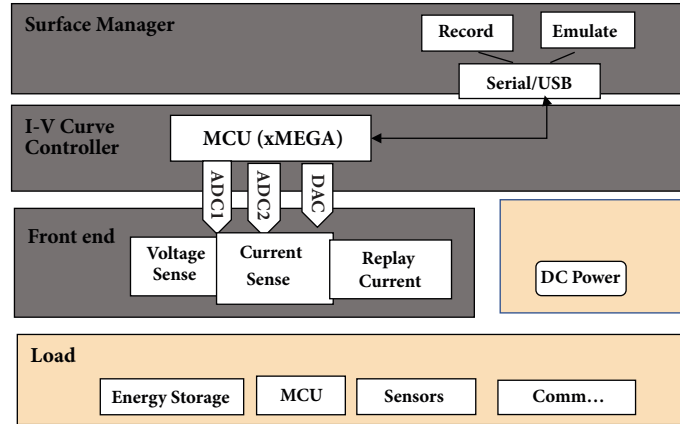 Surface Manager
Record
Emulate
Serial/USB
I-V Curve
Controller
MCU (xMEGA)
ADC1
ADC2
DAC
Front end
Voltage
Sense
Current
Sense
Replay
Current
DC Power
Load
Energy Storage
MCU
Sensors
Comm...